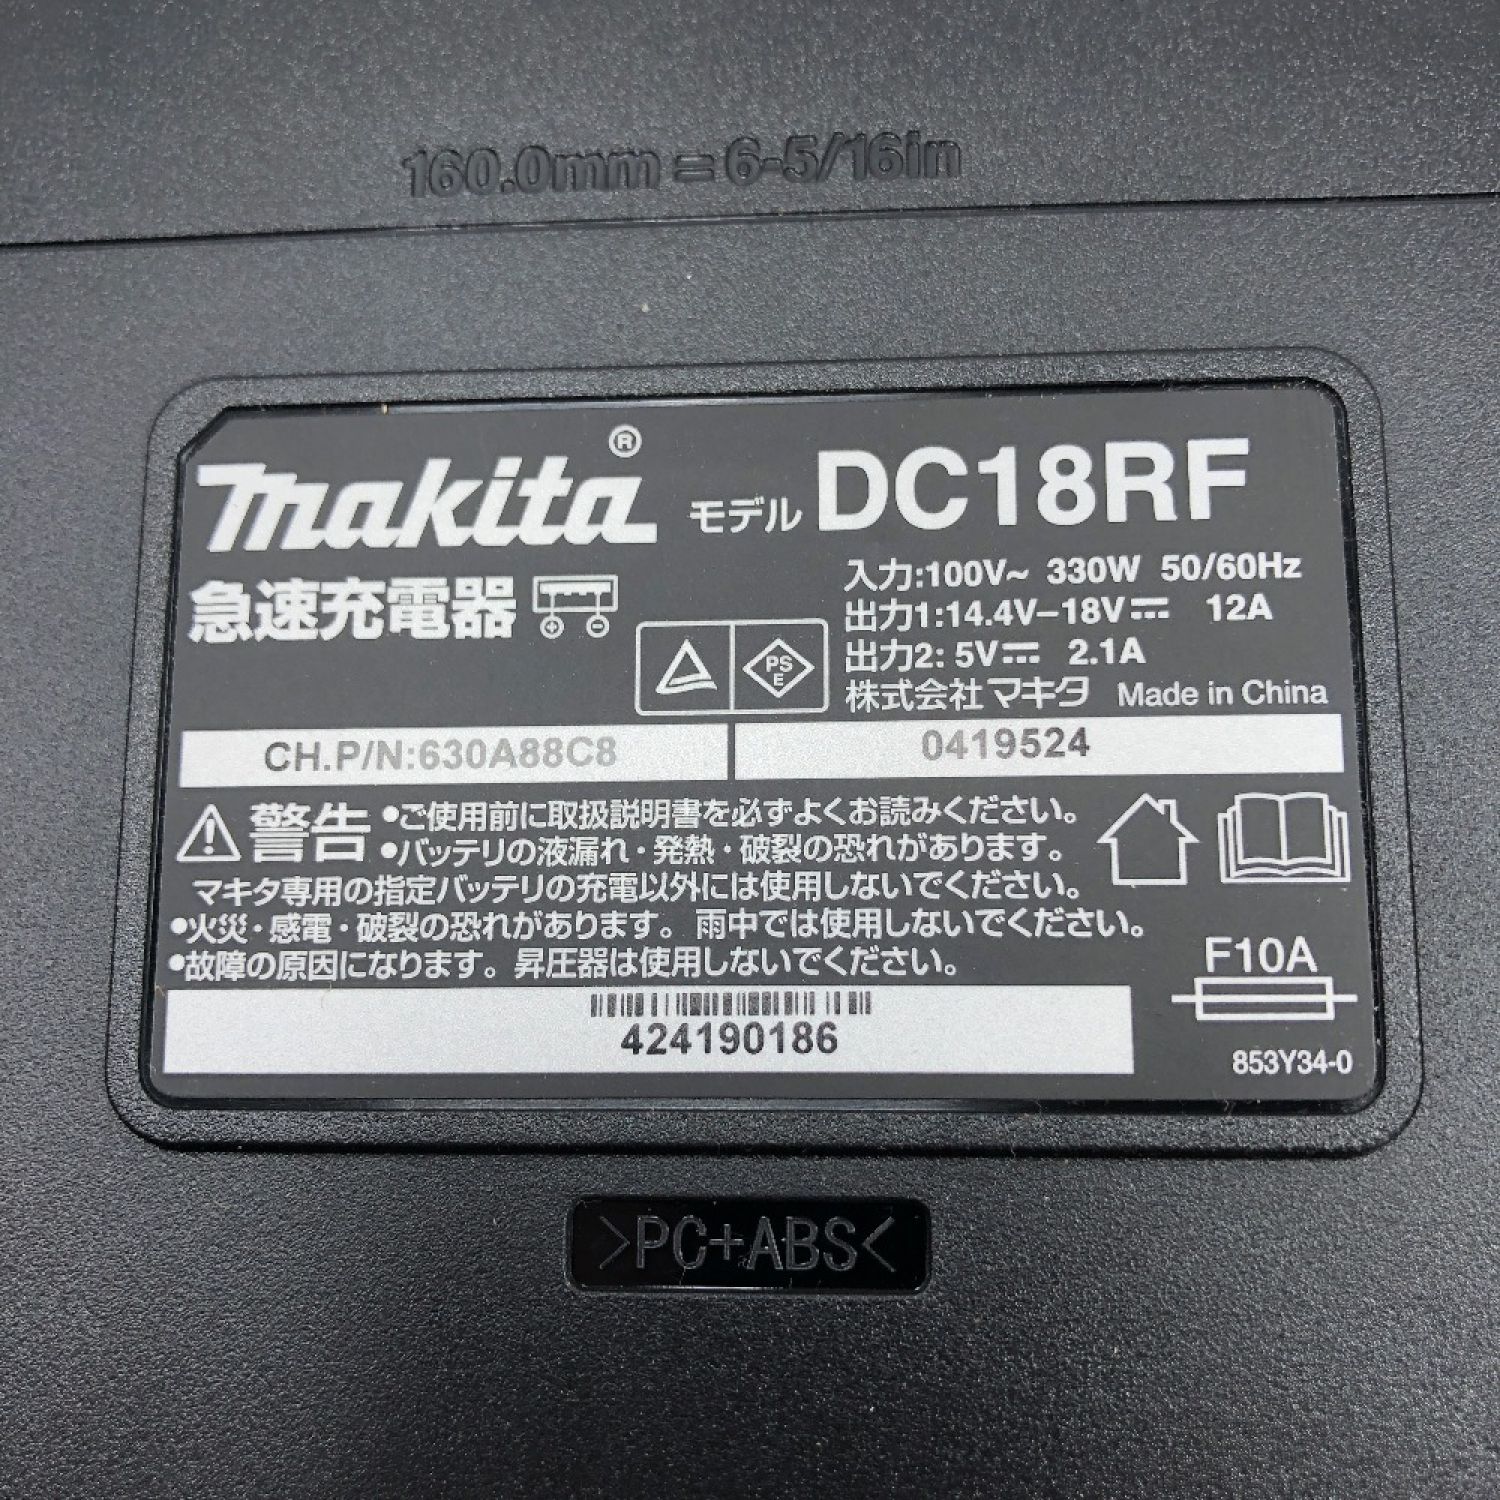 160.0mm = 6-5/16in
makita® モデル DC18RF
急速充電器
入力:100V~ 330W 50/60Hz
出力1:14.4V–18V⎓ 12A
出力2: 5V⎓ 2.1A
PS
E
株式会社マキタ Made in China
CH.P/N:630A88C8 0419524
警告 •ご使用前に取扱説明書を必ずよくお読みください。
•バッテリの液漏れ・発熱・破裂の恐れがあります。
マキタ専用の指定バッテリの充電以外には使用しないでください。
•火災・感電・破裂の恐れがあります。雨中では使用しないでください。
•故障の原因になります。昇圧器は使用しないでください。
F10A
424190186
853Y34-0
>PC+ABS<